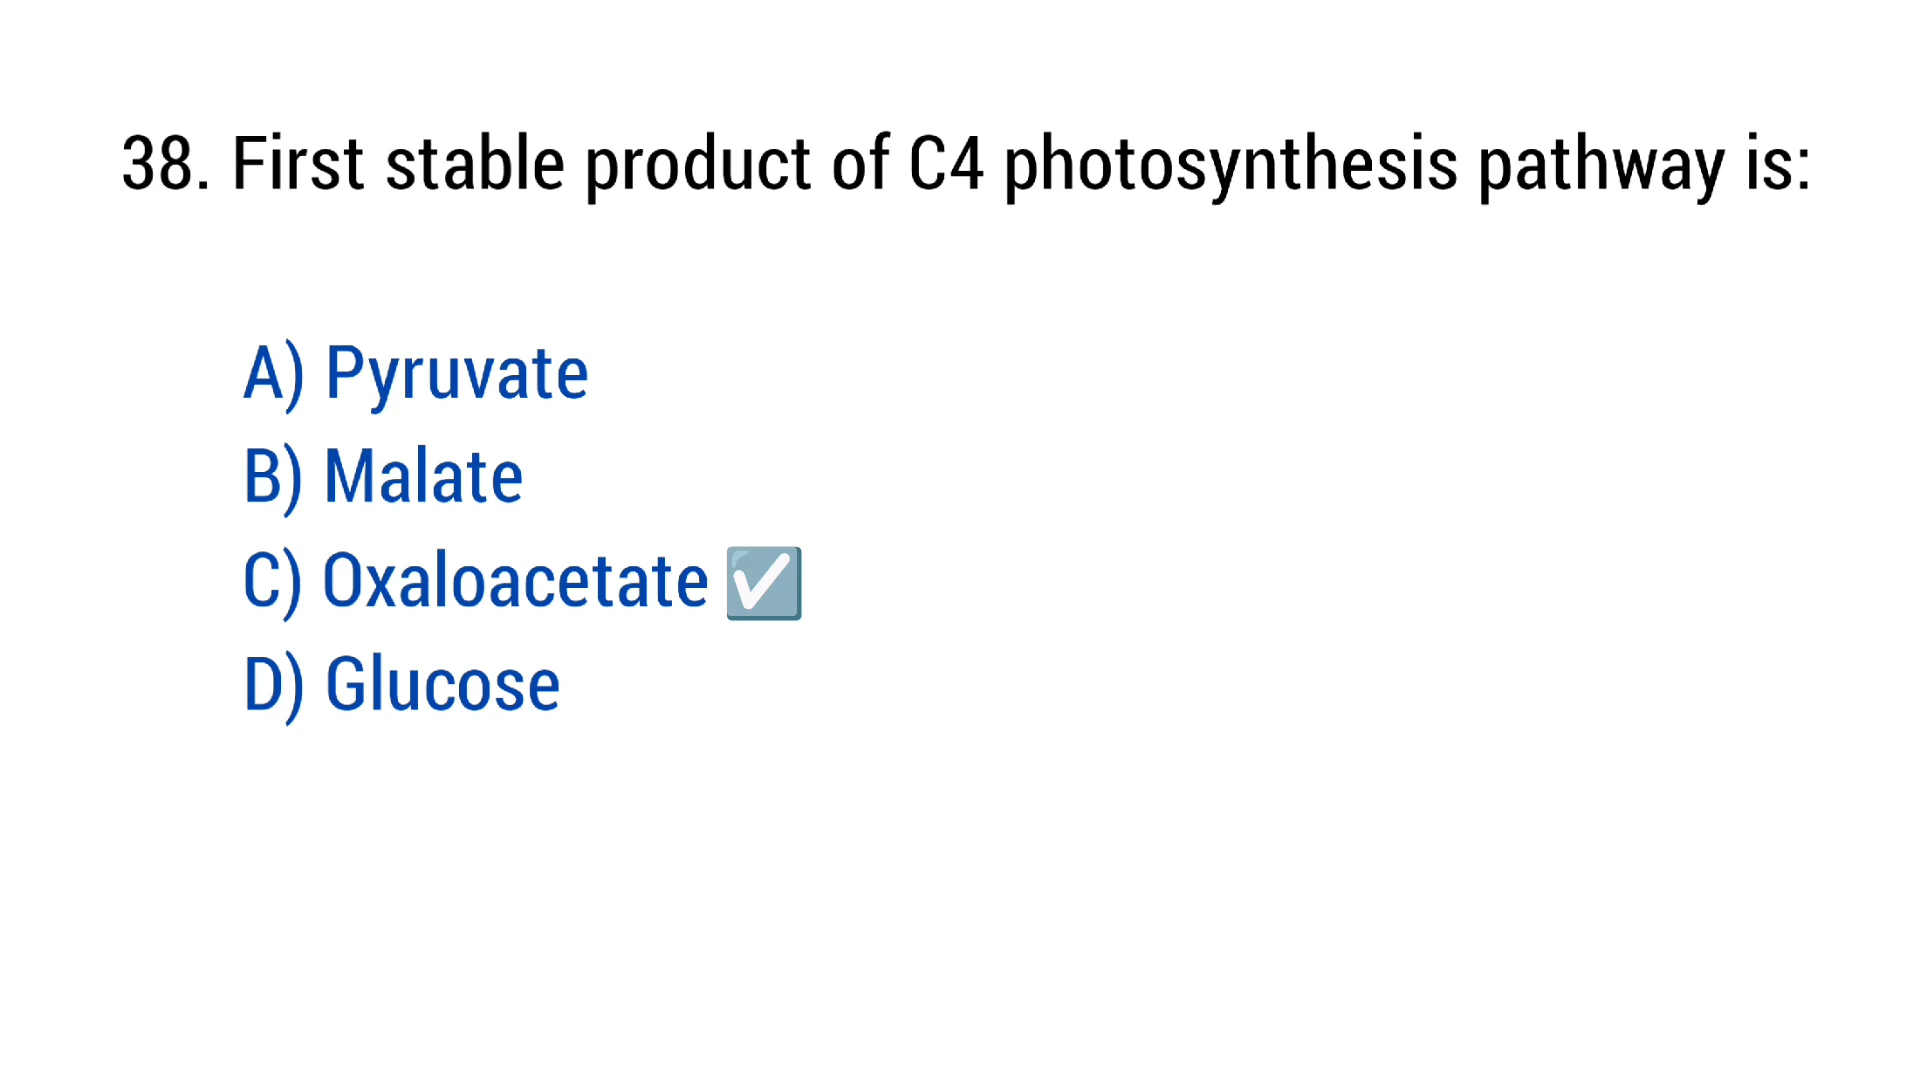 38. First stable product of C4 photosynthesis pathway is:
A) Pyruvate
B) Malate
C) Oxaloacetate ☑
D) Glucose